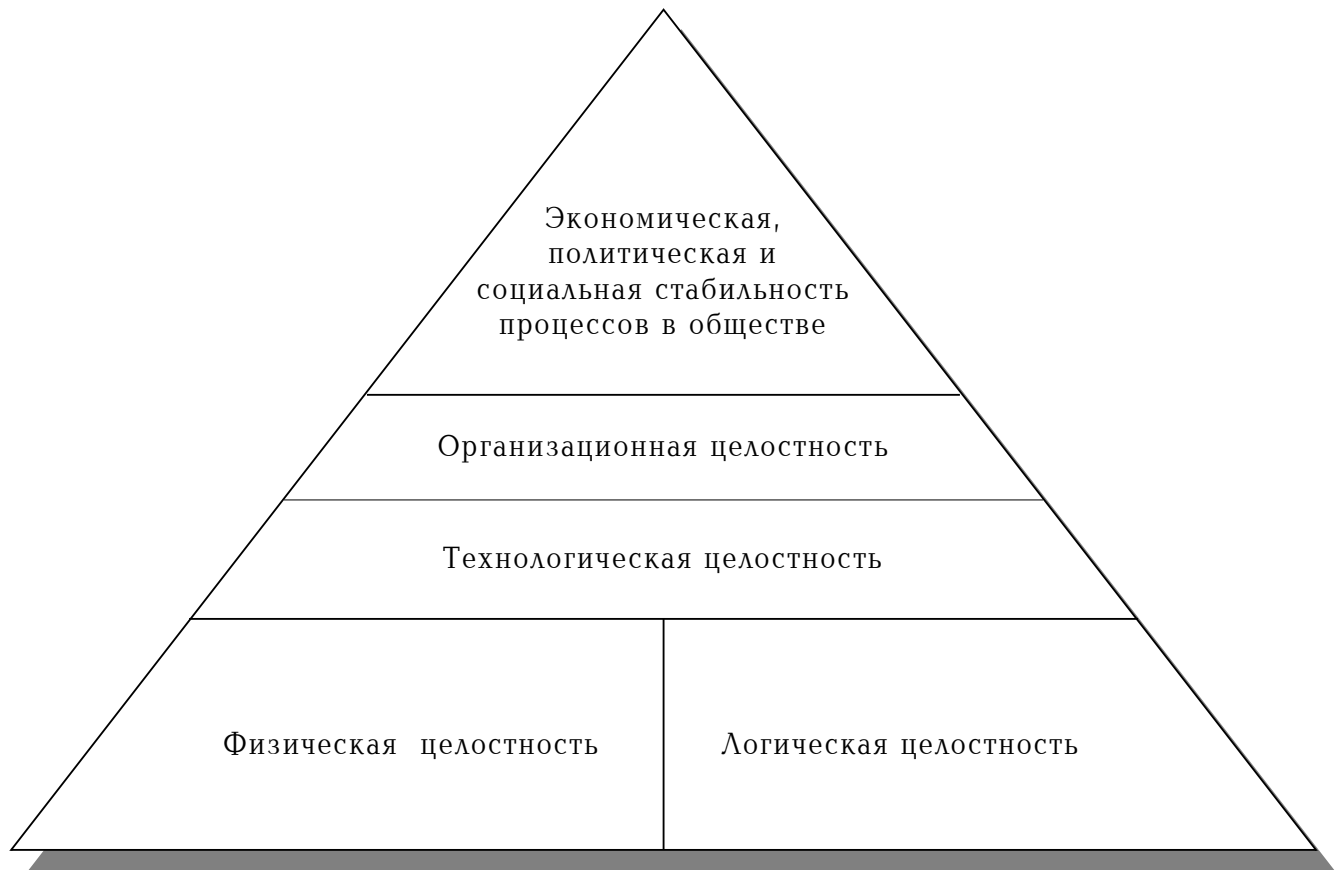 Экономическая,
политическая и
социальная стабильность
процессов в обществе
Организационная целостность
Технологическая целостность
Физическая целостность
Логическая целостность